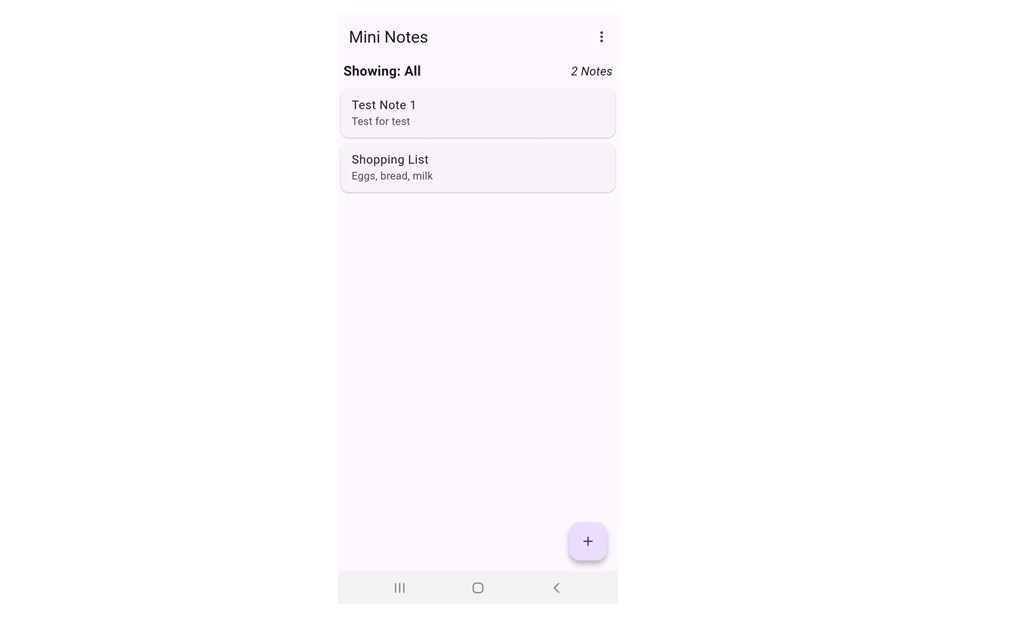 Mini Notes
Showing: All
2 Notes
Test Note 1
Test for test
Shopping List
Eggs, bread, milk
+